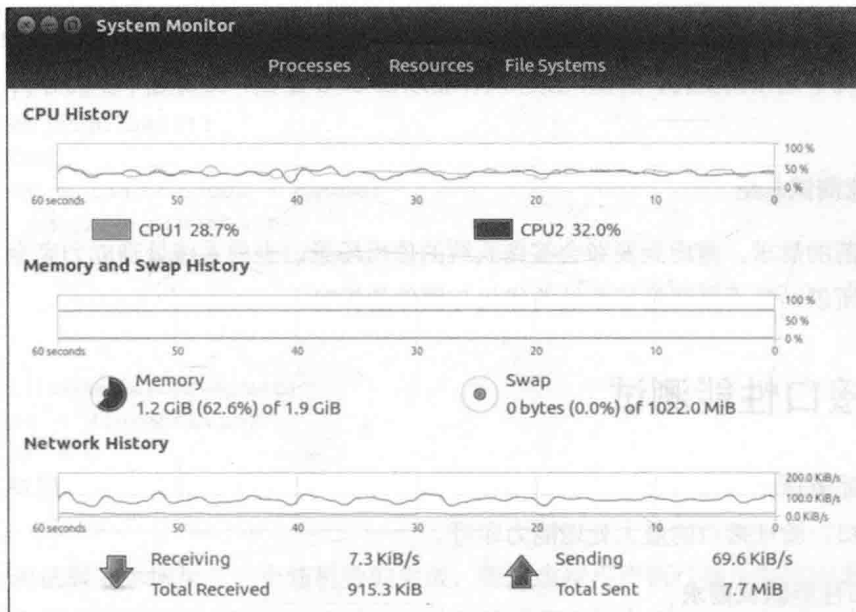 System Monitor
Processes Resources File Systems
CPU History
100 %
50 %
0 %
60 seconds 50 40 30 20 10 0
CPU1 28.7% CPU2 32.0%
Memory and Swap History
100 %
50 %
0 %
60 seconds 50 40 30 20 10 0
Memory Swap
1.2 GiB (62.6%) of 1.9 GiB 0 bytes (0.0%) of 1022.0 MiB
Network History
200.0 KiB/s
100.0 KiB/s
0.0 KiB/s
60 seconds 50 40 30 20 10 0
Receiving 7.3 KiB/s Sending 69.6 KiB/s
Total Received 915.3 KiB Total Sent 7.7 MiB